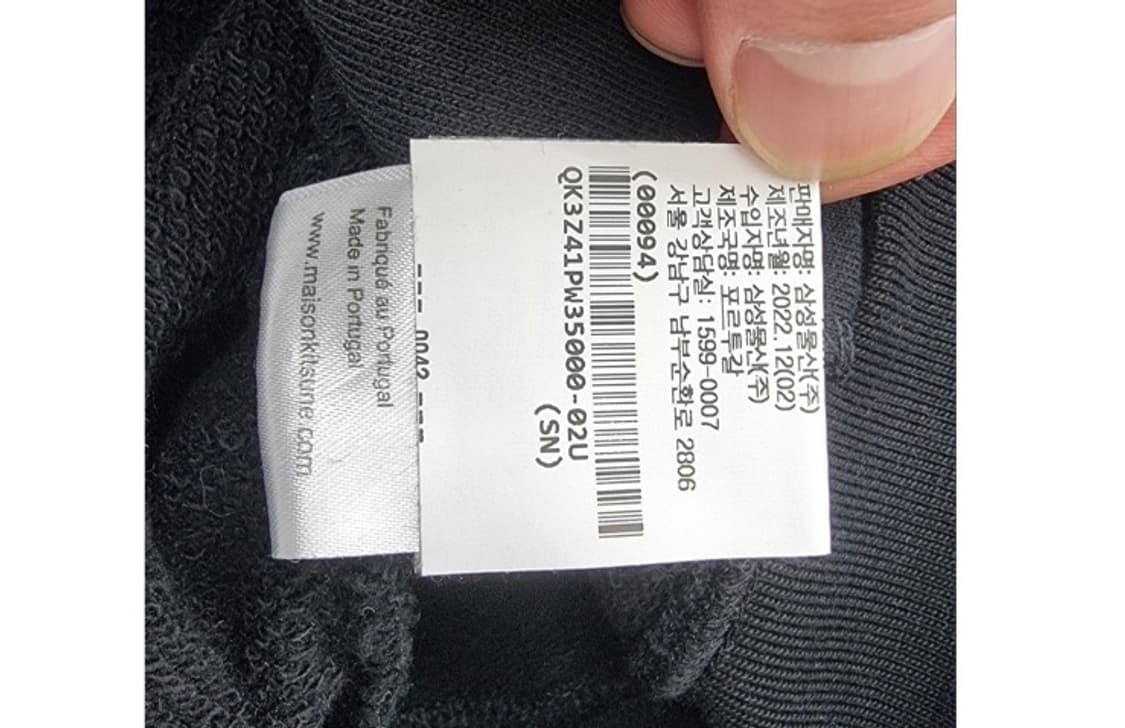 판매자명: 삼성물산(주)
제조년월: 2022.12(02)
수입자명: 삼성물산(주)
제조국명: 포르투갈
고객상담실: 1599-0007
서울 강남구 남부순환로 2806
(00094)
QK3Z41PW35000-02U
(SN)
Fabriqué au Portugal
Made in Portugal
www.maisonkitsune.com